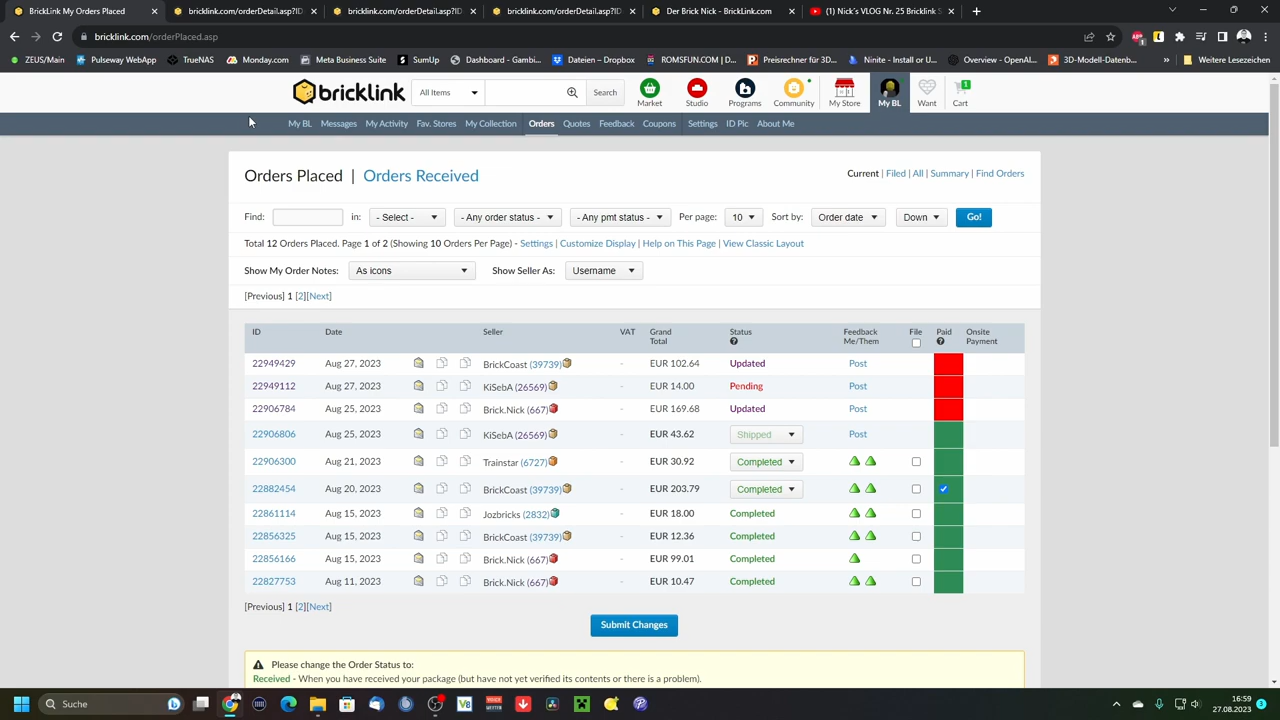 BrickLink My Orders Placed
bricklink.com/orderDetail.asp?ID
bricklink.com/orderDetail.asp?ID
bricklink.com/orderDetail.asp?ID
Der Brick Nick - BrickLink.com
(1) Nick's VLOG Nr. 25 Bricklink S
bricklink.com/orderPlaced.asp
ZEUS/Main
Pulseway WebApp
TrueNAS
Monday.com
Meta Business Suite
SumUp
Dashboard - Gambi...
Dateien – Dropbox
ROMSFUN.COM | D...
Preisrechner für 3D...
Ninite - Install or U...
Overview - OpenAI...
3D-Modell-Datenb...
»
Weitere Lesezeichen
bricklink
All Items
Search
Market
Studio
Programs
Community
My Store
My BL
Want
1
Cart
My BL
Messages
My Activity
Fav. Stores
My Collection
Orders
Quotes
Feedback
Coupons
Settings
ID Pic
About Me
Orders Placed | Orders Received
Current | Filed | All | Summary | Find Orders
Find: in: - Select - - Any order status - - Any pmt status - Per page: 10 Sort by: Order date Down Go!
Total 12 Orders Placed. Page 1 of 2 (Showing 10 Orders Per Page) - Settings | Customize Display | Help on This Page | View Classic Layout
Show My Order Notes: As icons Show Seller As: Username
[Previous] 1 [2][Next]
ID Date Seller VAT Grand Total Status Feedback Me/Them File Paid Onsite Payment
22949429 Aug 27, 2023 BrickCoast (39739) - EUR 102.64 Updated Post
22949112 Aug 27, 2023 KiSebA (26569) - EUR 14.00 Pending Post
22906784 Aug 25, 2023 Brick.Nick (667) - EUR 169.68 Updated Post
22906806 Aug 25, 2023 KiSebA (26569) - EUR 43.62 Shipped Post
22906300 Aug 21, 2023 Trainstar (6727) - EUR 30.92 Completed
22882454 Aug 20, 2023 BrickCoast (39739) - EUR 203.79 Completed
22861114 Aug 15, 2023 Jozbricks (2832) - EUR 18.00 Completed
22856325 Aug 15, 2023 BrickCoast (39739) - EUR 12.36 Completed
22856166 Aug 15, 2023 Brick.Nick (667) - EUR 99.01 Completed
22827753 Aug 11, 2023 Brick.Nick (667) - EUR 10.47 Completed
[Previous] 1 [2][Next]
Submit Changes
Please change the Order Status to:
Received - When you have received your package (but have not yet verified its contents or there is a problem).
Suche
16:59
27.08.2023